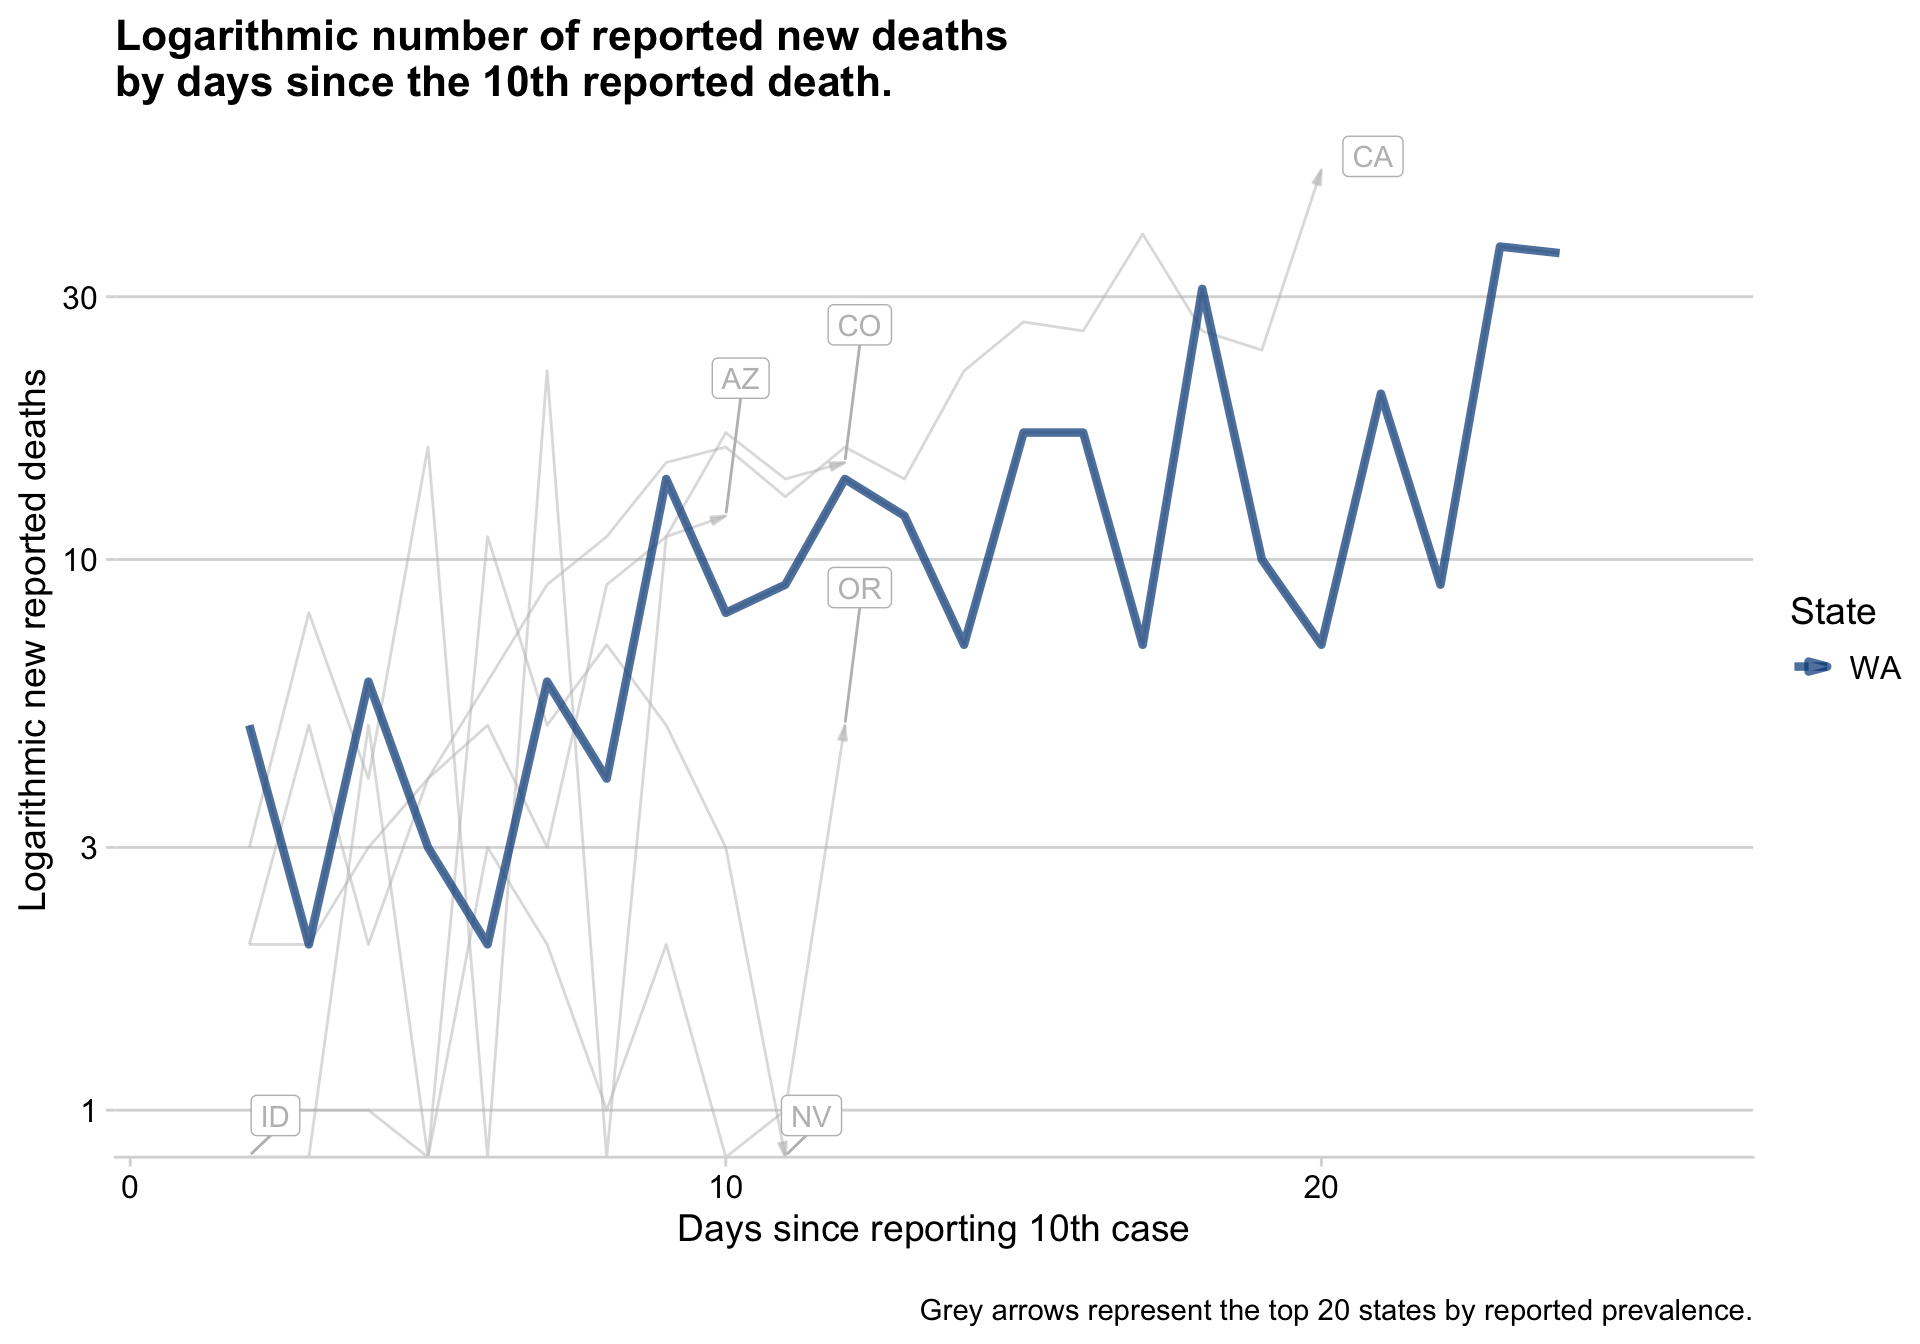 Logarithmic number of reported new deaths
by days since the 10th reported death.
CA
CO
AZ
OR
ID
NV
30
10
3
1
0
10
20
Logarithmic new reported deaths
Days since reporting 10th case
State
WA
Grey arrows represent the top 20 states by reported prevalence.